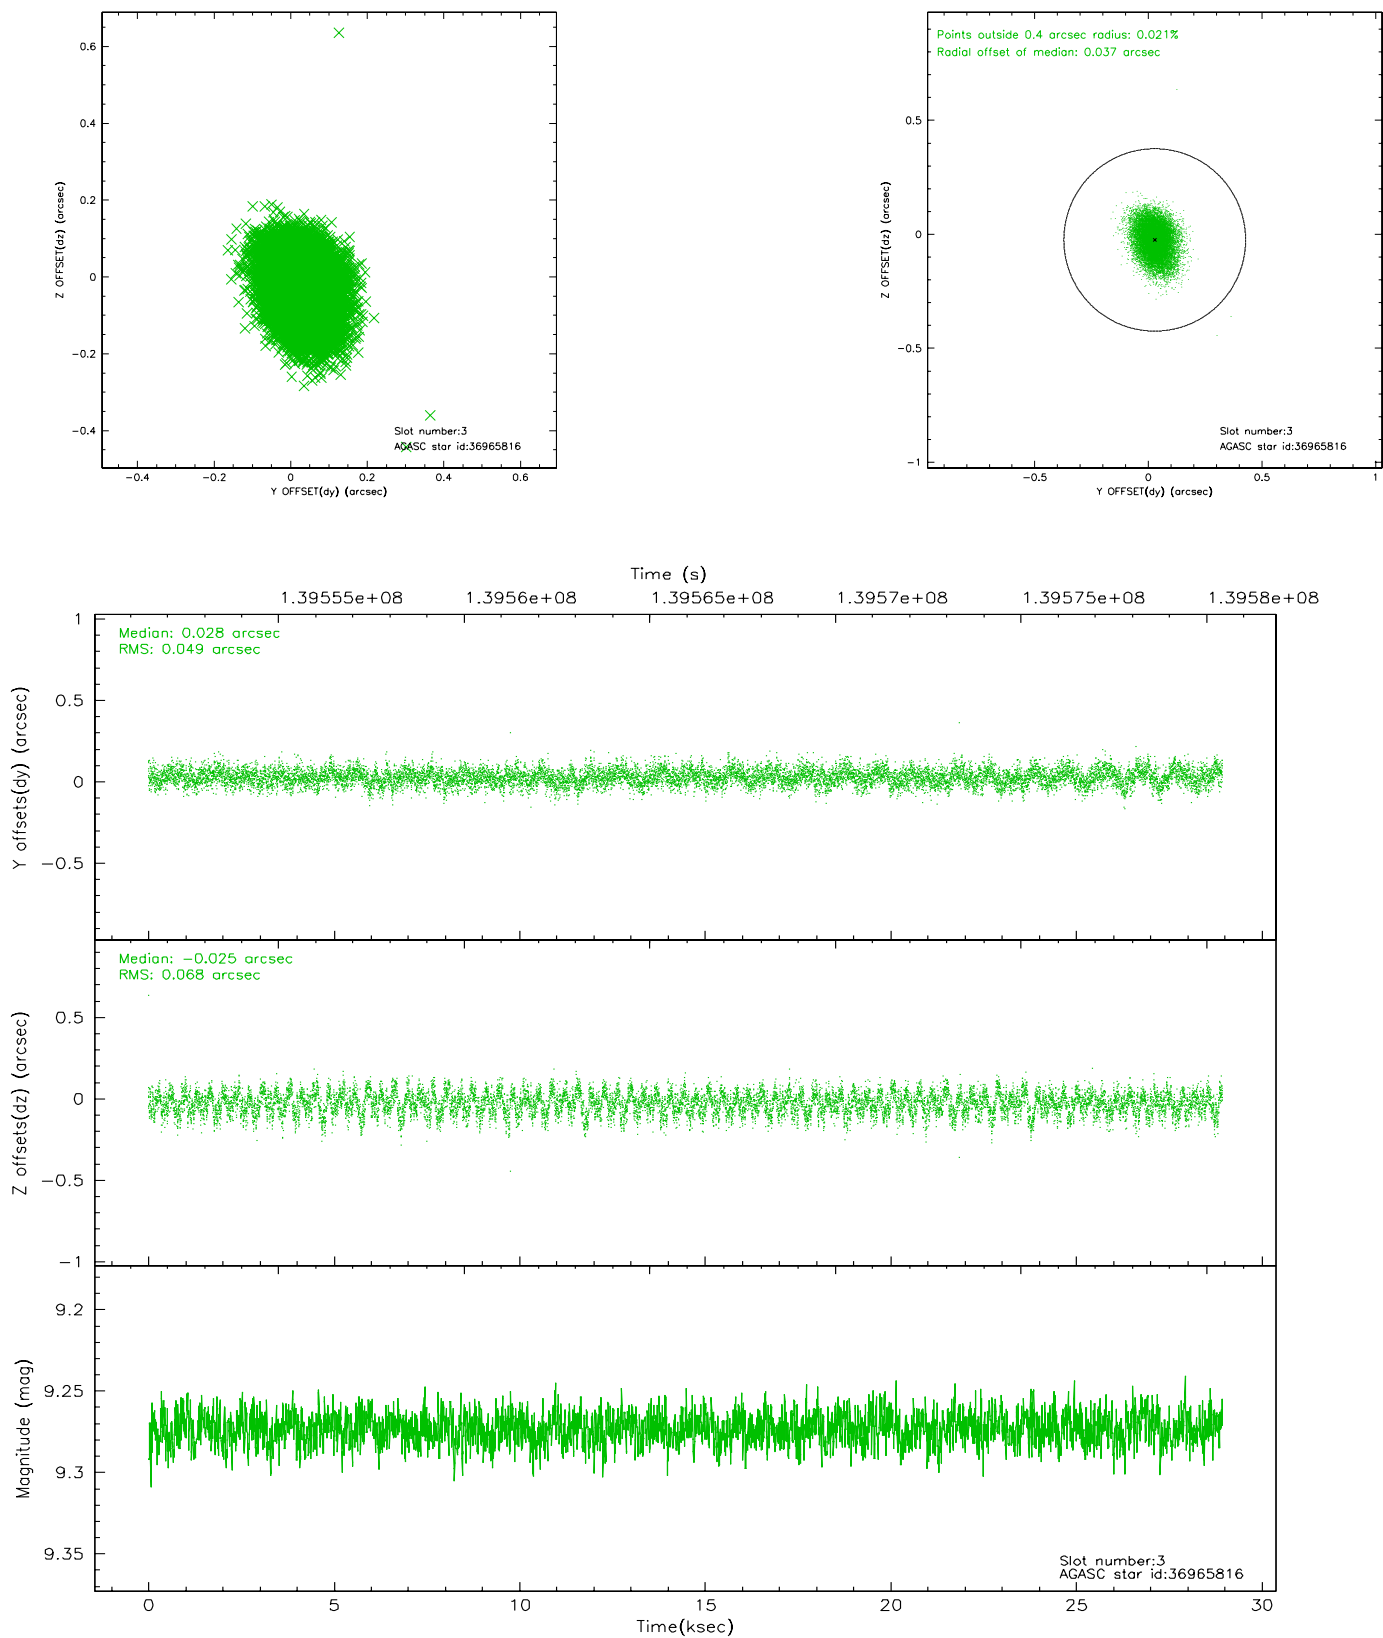 0.6
0.4
0.2
0
−0.2
−0.4
−0.4
−0.2
0
0.2
0.4
0.6
Z OFFSET(dz) (arcsec)
Y OFFSET(dy) (arcsec)
Slot number:3
AGASC star id:36965816
Points outside 0.4 arcsec radius: 0.021%
Radial offset of median: 0.037 arcsec
0.5
0
−0.5
−1
−0.5
0
0.5
1
Z OFFSET(dz) (arcsec)
Y OFFSET(dy) (arcsec)
Slot number:3
AGASC star id:36965816
Time (s)
1.39555e+08
1.3956e+08
1.39565e+08
1.3957e+08
1.39575e+08
1.3958e+08
Median: 0.028 arcsec
RMS: 0.049 arcsec
1
0.5
0
−0.5
Y offsets(dy) (arcsec)
Median: −0.025 arcsec
RMS: 0.068 arcsec
0.5
0
−0.5
−1
Z offsets(dz) (arcsec)
9.2
9.25
9.3
9.35
Magnitude (mag)
Slot number:3
AGASC star id:36965816
0
5
10
15
20
25
30
Time(ksec)